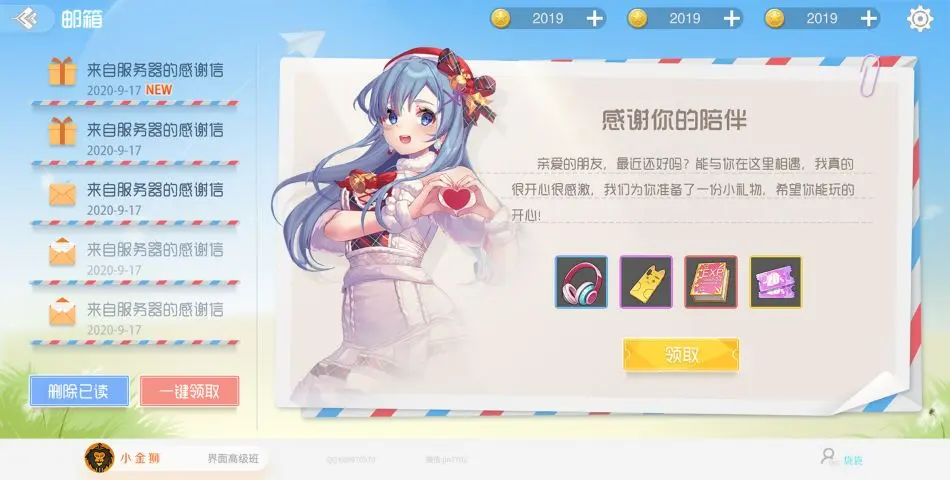 邮箱
2019
2019
2019
来自服务器的感谢信
2020-9-17 NEW
来自服务器的感谢信
2020-9-17
来自服务器的感谢信
2020-9-17
来自服务器的感谢信
2020-9-17
来自服务器的感谢信
2020-9-17
删除已读
一键领取
感谢你的陪伴
亲爱的朋友，最近还好吗？能与你在这里相遇，我真的
很开心很感激，我们为你准备了一份小礼物，希望你能玩的
开心！
EXP
领取
小金狮
界面高级班
袋袋